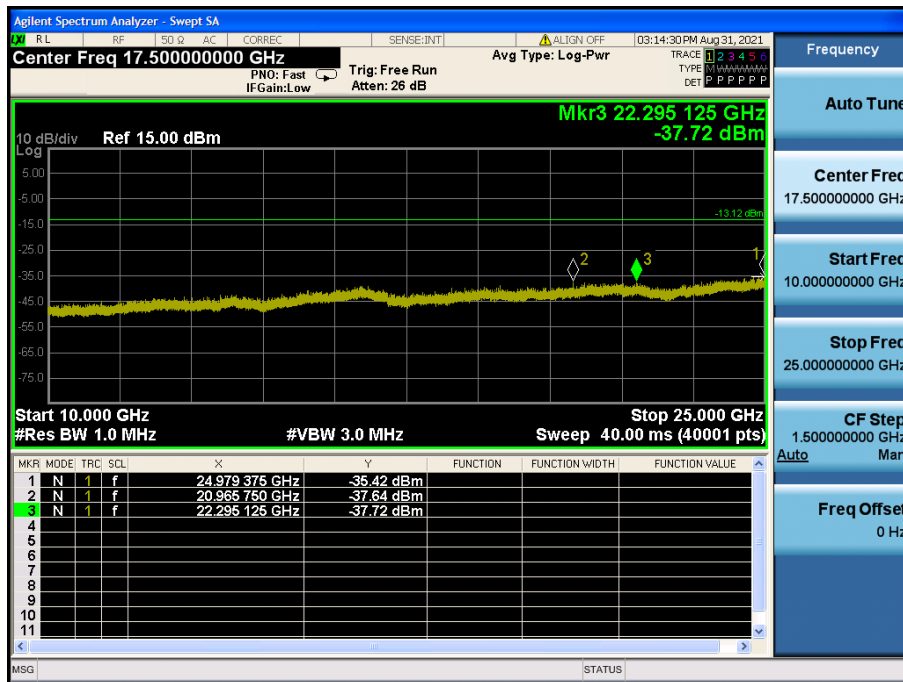 Agilent Spectrum Analyzer - Swept SA
LXI RL RF 50 Ω AC CORREC SENSE:INT ALIGN OFF 03:14:30 PM Aug 31, 2021
Center Freq 17.500000000 GHz
PNO: Fast
IFGain:Low
Trig: Free Run
Atten: 26 dB
Avg Type: Log-Pwr
TRACE 1 2 3 4 5 6
TYPE M W W W W W
DET P P P P P P
Mkr3 22.295 125 GHz
-37.72 dBm
10 dB/div Ref 15.00 dBm
Log
5.00
-5.00
-15.0
-13.12 dBm
-25.0
2
3
1
-35.0
-45.0
-55.0
-65.0
-75.0
Start 10.000 GHz Stop 25.000 GHz
#Res BW 1.0 MHz #VBW 3.0 MHz Sweep 40.00 ms (40001 pts)
MKR MODE TRC SCL X Y FUNCTION FUNCTION WIDTH FUNCTION VALUE
1 N 1 f 24.979 375 GHz -35.42 dBm
2 N 1 f 20.965 750 GHz -37.64 dBm
3 N 1 f 22.295 125 GHz -37.72 dBm
4
5
6
7
8
9
10
11
MSG STATUS
Frequency
Auto Tune
Center Freq
17.500000000 GHz
Start Freq
10.000000000 GHz
Stop Freq
25.000000000 GHz
CF Step
1.500000000 GHz
Auto Man
Freq Offset
0 Hz